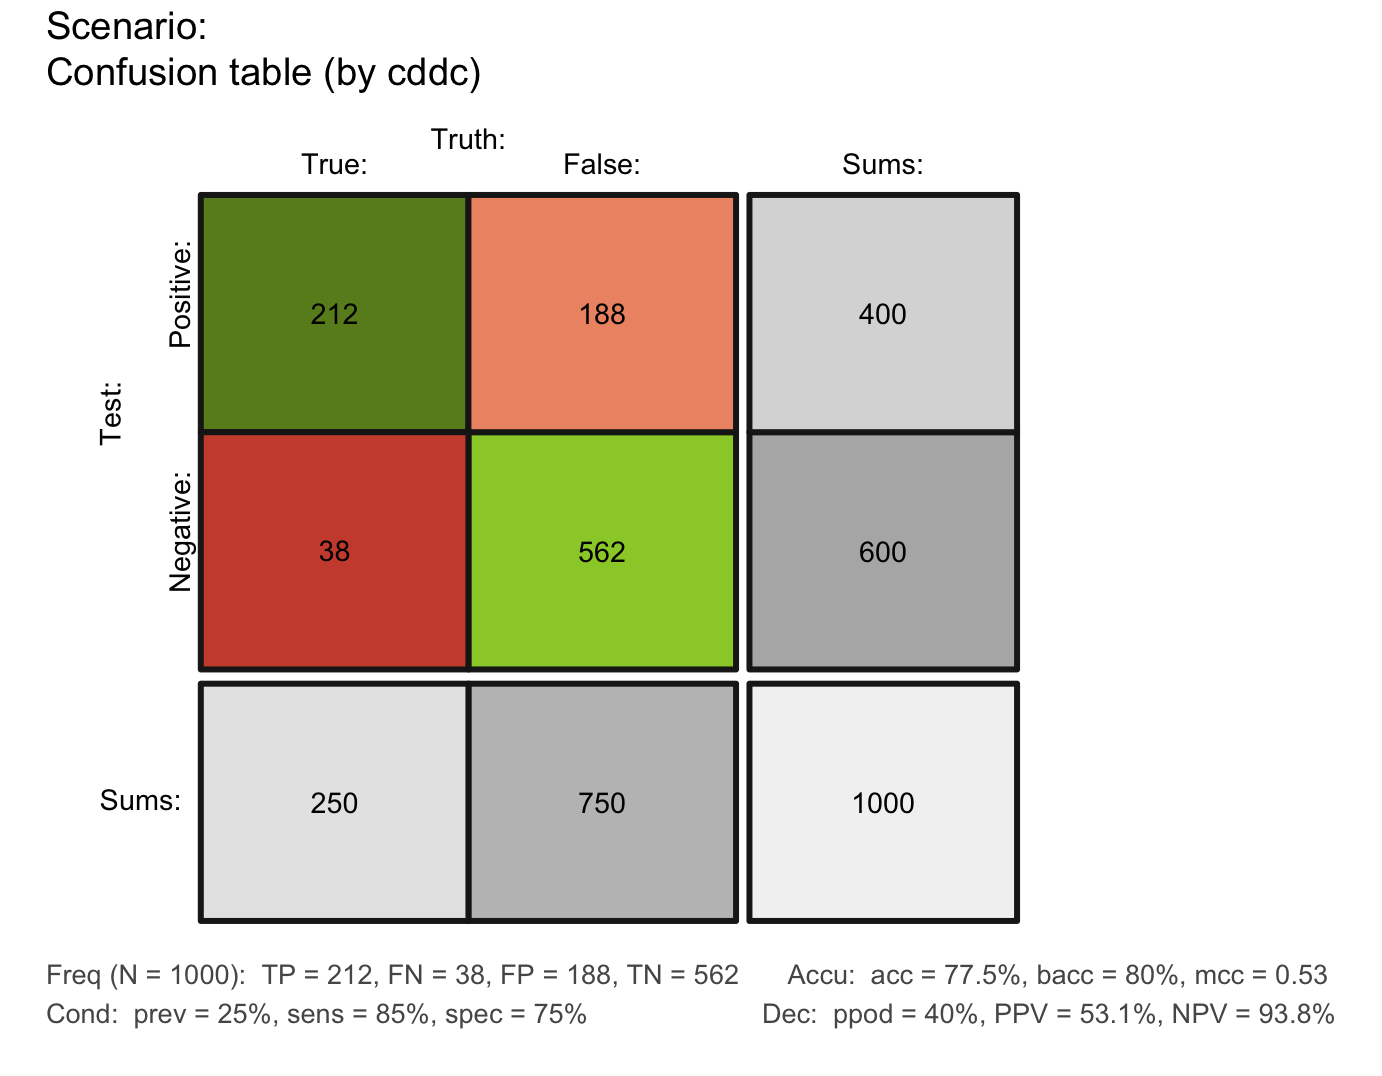 Scenario:
Confusion table (by cddc)
Truth:
True: False: Sums:
Test:
Positive: 212 188 400
Negative: 38 562 600
Sums: 250 750 1000
Freq (N = 1000):  TP = 212, FN = 38, FP = 188, TN = 562 Accu:  acc = 77.5%, bacc = 80%, mcc = 0.53
Cond:  prev = 25%, sens = 85%, spec = 75% Dec:  ppod = 40%, PPV = 53.1%, NPV = 93.8%